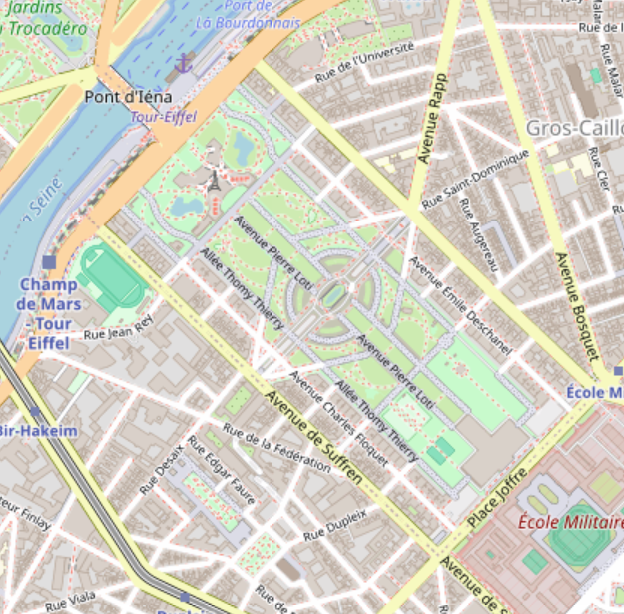 Jardins
u Trocadéro
Port de
La Bourdonnais
Rue de l'Université
Rue Malar
Pont d'Iéna
Tour-Eiffel
Avenue Rapp
Gros-Caillo
Rue Saint-Dominique
Rue Cler
Rue Augereau
Seine
Avenue Pierre Loti
Allée Thomy Thierry
Avenue Émile Deschanel
Avenue Bosquet
Champ
de Mars
- Tour
Eiffel
Rue Jean Rey
Avenue Pierre Loti
École Mi
Avenue Charles Floquet
Allée Thomy Thierry
Bir-Hakeim
Avenue de Suffren
Rue de la Fédération
Rue Desaix
Rue Edgar Faure
Place Joffre
École Militaire
teur Finlay
Rue Dupleix
Avenue de S
Rue de
Rue Viala